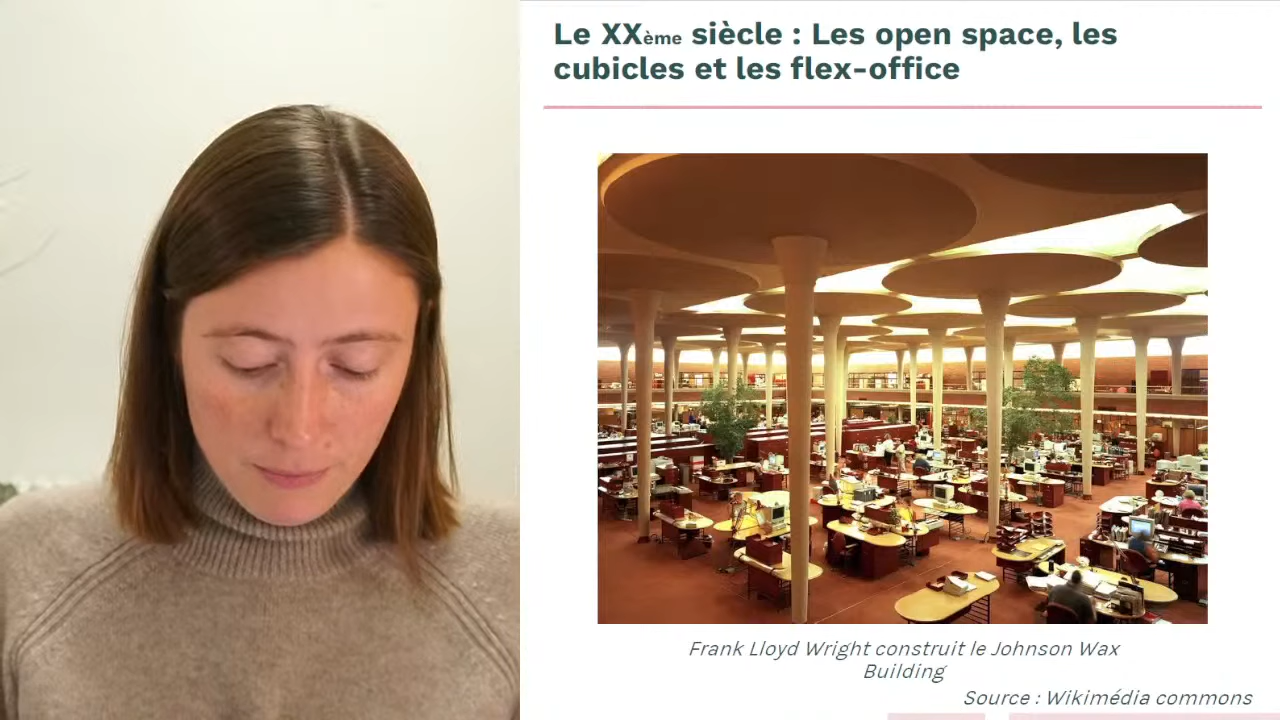 Le XXème siècle : Les open space, les
cubicles et les flex-office
Frank Lloyd Wright construit le Johnson Wax
Building
Source : Wikimédia commons